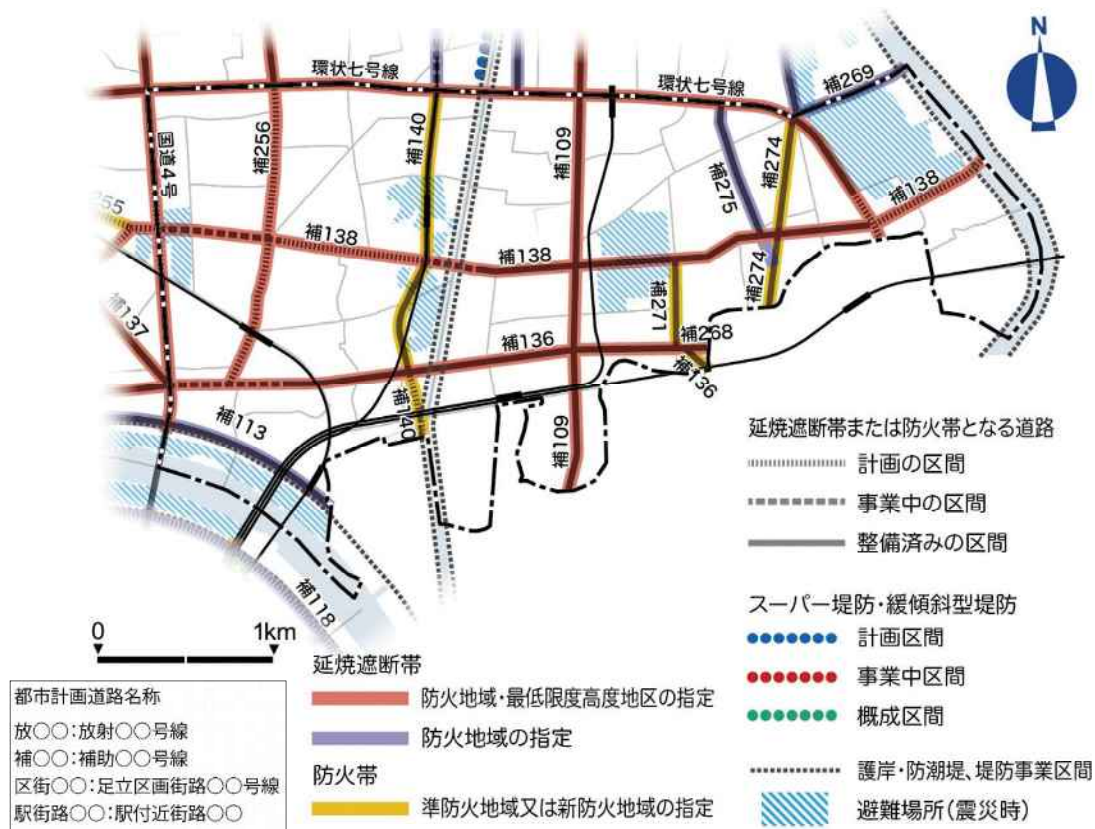 N
環状七号線
環状七号線
補269
国道4号
補256
補140
補109
補275
補274
補138
255
補138
補138
補274
補271
補137
補136
補268
補136
補113
補140
補109
補118
0 1km
延焼遮断帯または防火帯となる道路
計画の区間
事業中の区間
整備済みの区間
スーパー堤防・緩傾斜型堤防
計画区間
事業中区間
概成区間
護岸・防潮堤、堤防事業区間
避難場所(震災時)
延焼遮断帯
防火地域・最低限度高度地区の指定
防火地域の指定
防火帯
準防火地域又は新防火地域の指定
都市計画道路名称
放○○:放射○○号線
補○○:補助○○号線
区街○○:足立区画街路○○号線
駅街路○○:駅付近街路○○